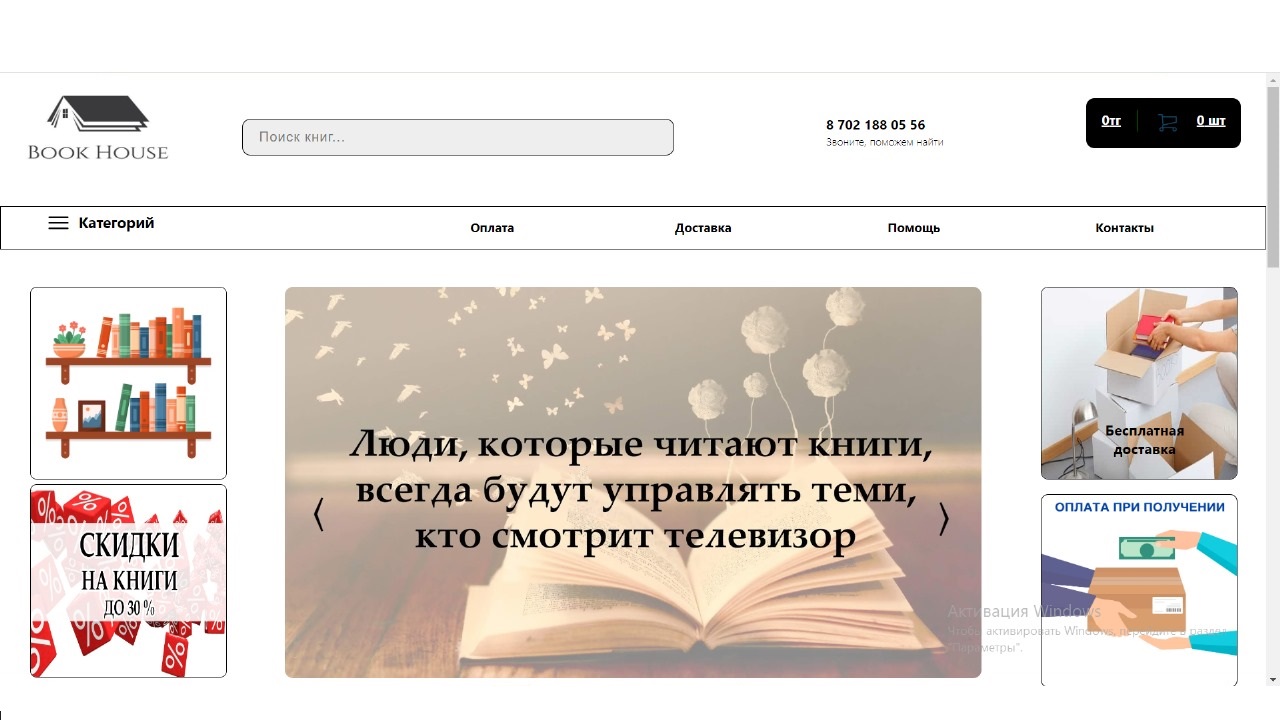 BOOK HOUSE
Поиск книг...
8 702 188 05 56
Звоните, поможем найти
0тг
0 шт
Категорий
Оплата
Доставка
Помощь
Контакты
Люди, которые читают книги,
всегда будут управлять теми,
кто смотрит телевизор
СКИДКИ
НА КНИГИ
ДО 30 %
Бесплатная
доставка
ОПЛАТА ПРИ ПОЛУЧЕНИИ
Активация Windows
Чтобы активировать Windows, перейдите в раздел
"Параметры".